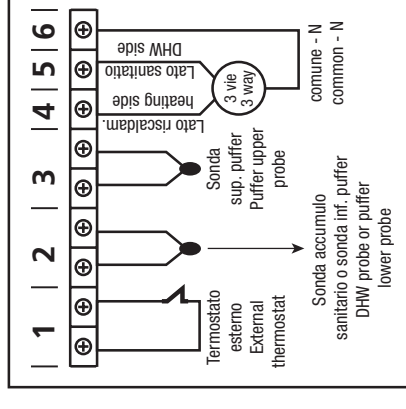 1
2
3
4
5
6
Termostato
esterno
External
thermostat
Sonda accumulo
sanitario o sonda inf. puffer
DHW probe or puffer
lower probe
Sonda
sup. puffer
Puffer upper
probe
Lato riscaldam.
heating side
Lato sanitatio
DHW side
3 vie
3 way
comune - N
common - N